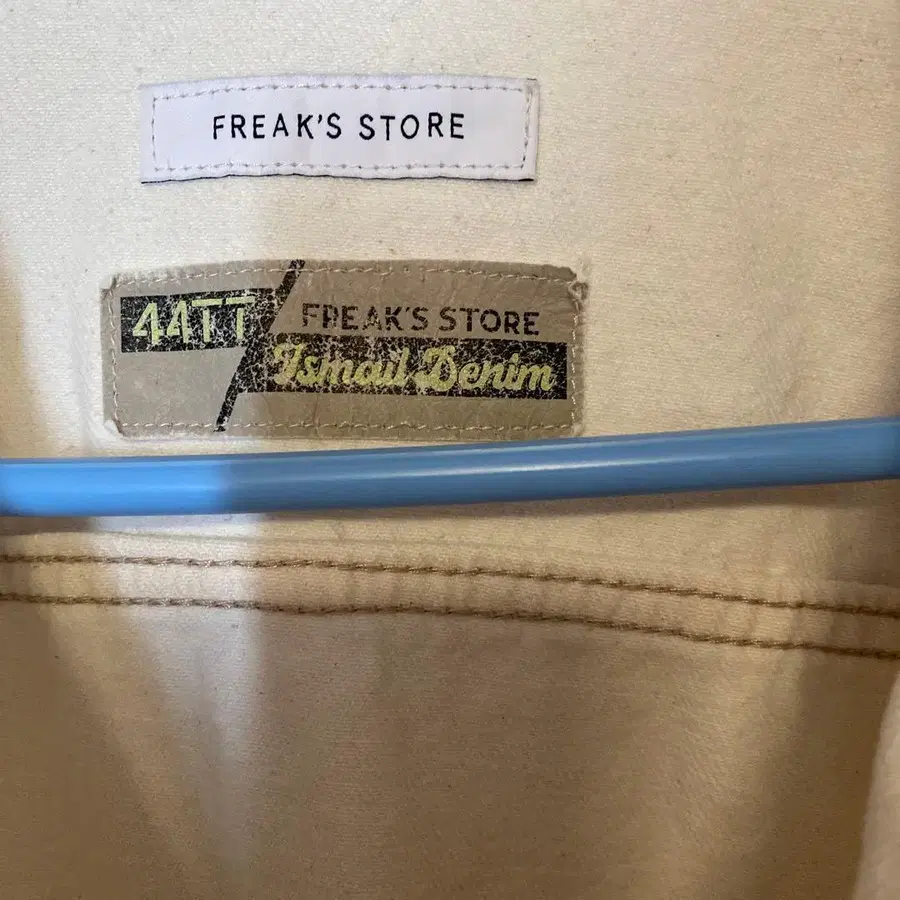 FREAK'S STORE
44TT
FREAK'S STORE
Ismail Denim